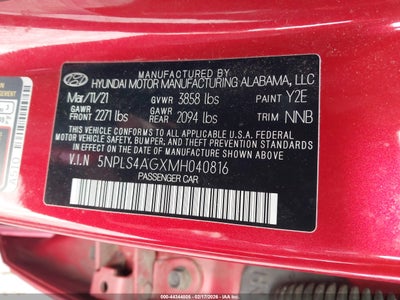 MANUFACTURED BY
HYUNDAI MOTOR MANUFACTURING ALABAMA, LLC
Mar/11/21 GVWR 3858 lbs PAINT Y2E
GAWR FRONT 2271 lbs GAWR REAR 2094 lbs TRIM NNB
THIS VEHICLE CONFORMS TO ALL APPLICABLE U.S. FEDERAL
MOTOR VEHICLE SAFETY, BUMPER, AND THEFT PREVENTION STANDARDS
IN EFFECT ON THE DATE OF MANUFACTURE SHOWN ABOVE.
V.I.N 5NPLS4AGXMH040816
PASSENGER CAR